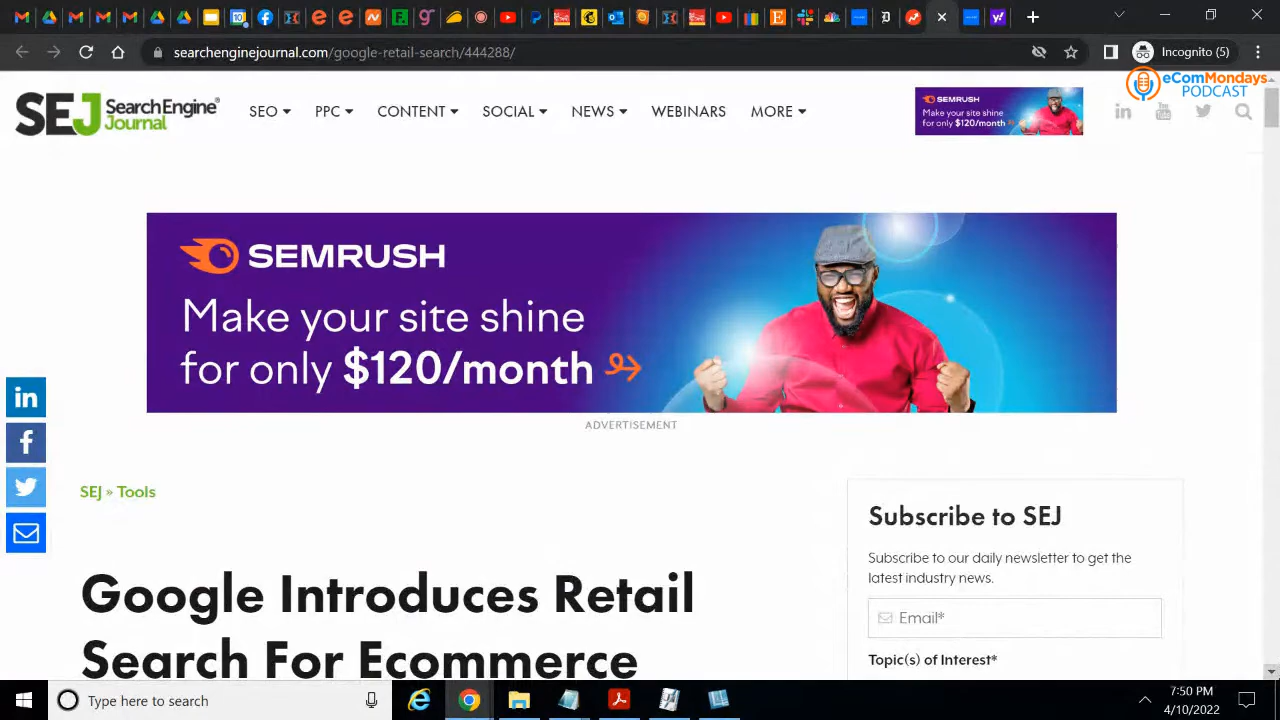 searchenginejournal.com/google-retail-search/444288/
Incognito (5)
eComMondays
PODCAST
SEJ SearchEngine
Journal
SEO PPC CONTENT SOCIAL NEWS WEBINARS MORE
SEMRUSH
Make your site shine
for only $120/month
SEMRUSH
Make your site shine
for only $120/month
ADVERTISEMENT
SEJ » Tools
Google Introduces Retail
Search For Ecommerce
Subscribe to SEJ
Subscribe to our daily newsletter to get the
latest industry news.
Email*
Topic(s) of Interest*
Type here to search
7:50 PM
4/10/2022